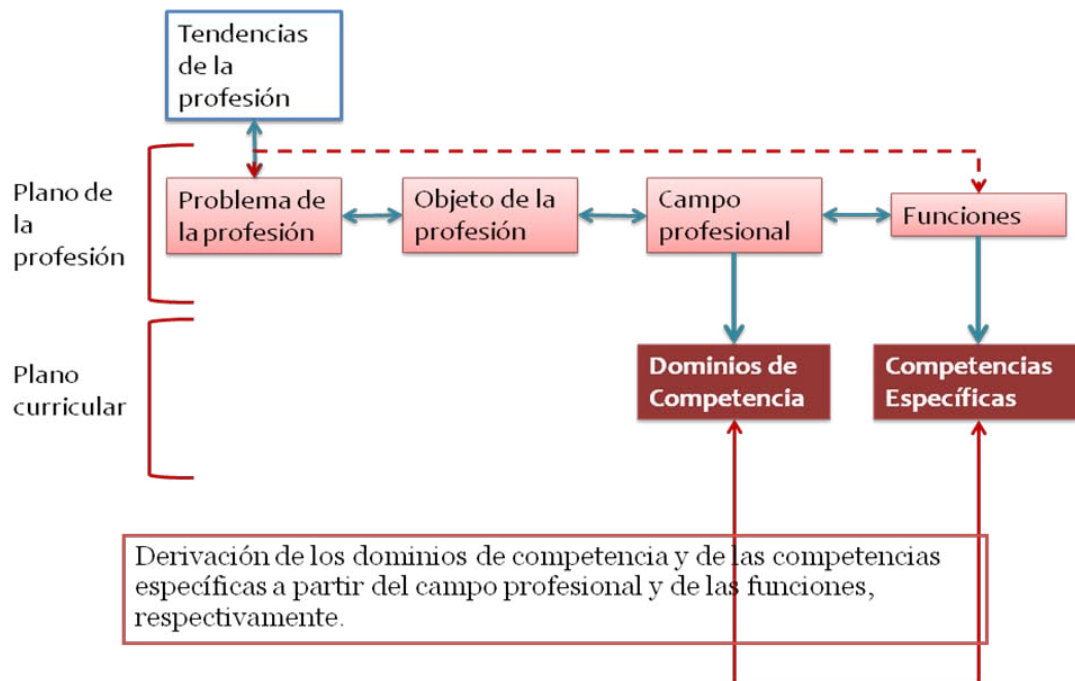 Tendencias
de la
profesión
Plano de
la
profesión
Problema de
la profesión
Objeto de la
profesión
Campo
profesional
Funciones
Plano
curricular
Dominios de
Competencia
Competencias
Específicas
Derivación de los dominios de competencia y de las competencias
específicas a partir del campo profesional y de las funciones,
respectivamente.